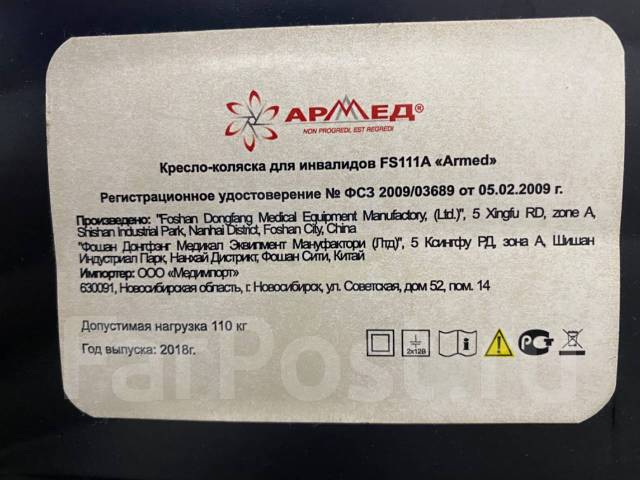 АРМЕД®
NON PROGREDI, EST REGREDI
Кресло-коляска для инвалидов FS111A «Armed»
Регистрационное удостоверение № ФСЗ 2009/03689 от 05.02.2009 г.
Произведено: "Foshan Dongfang Medical Equipment Manufactory, (Ltd.)", 5 Xingfu RD, zone A,
Shishan Industrial Park, Nanhai District, Foshan City, China
"Фошан Донгфанг Медикал Эквипмент Мануфактори (Лтд)", 5 Ксингфу РД, зона А, Шишан
Индустриал Парк, Нанхай Дистрикт, Фошан Сити, Китай
Импортер: ООО «Медимпорт»
630091, Новосибирская область, г. Новосибирск, ул. Советская, дом 52, пом. 14
Допустимая нагрузка 110 кг
2x12В
Год выпуска: 2018г.
FarPost.ru